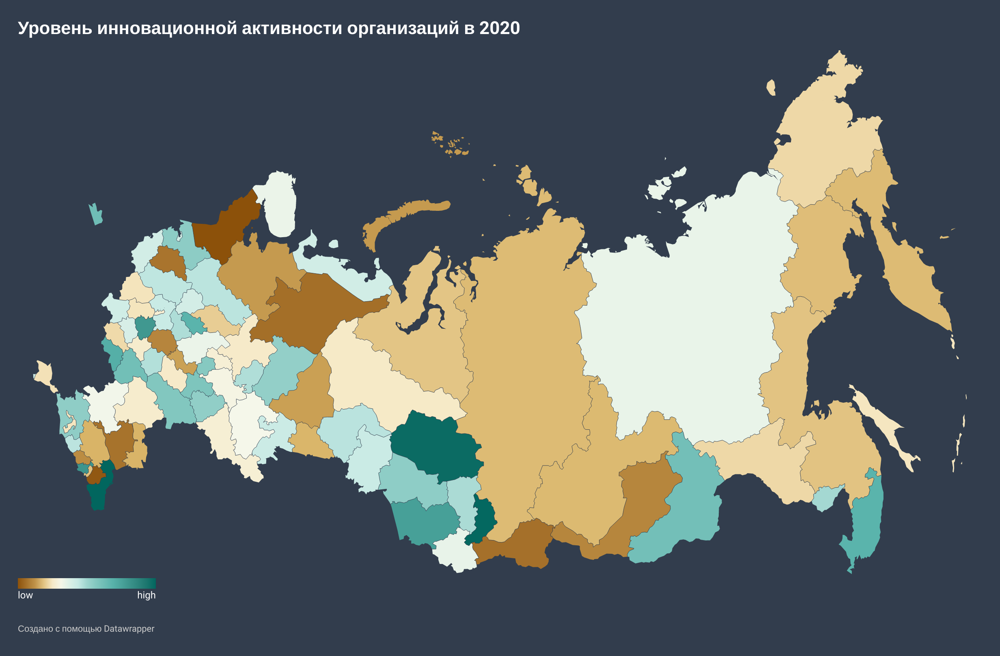 Уровень инновационной активности организаций в 2020
low high
Создано с помощью Datawrapper